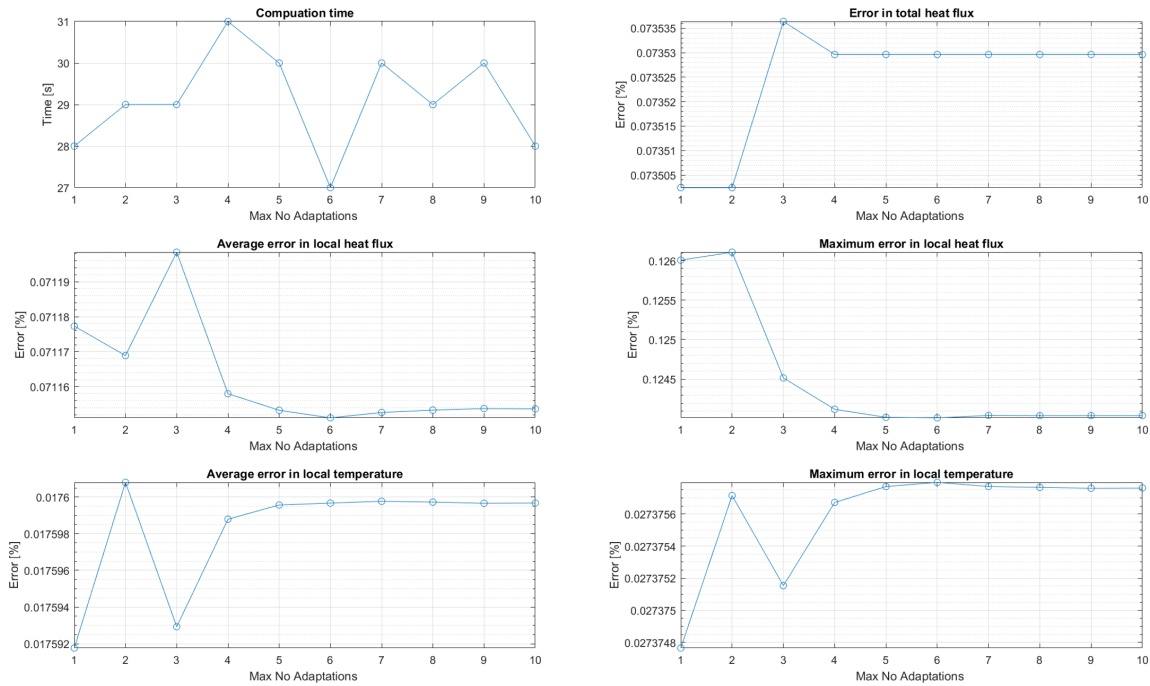 Compuation time
31
30
29
28
27
Time [s]
1 2 3 4 5 6 7 8 9 10
Max No Adaptations
Error in total heat flux
0.073535
0.07353
0.073525
0.07352
0.073515
0.07351
0.073505
Error [%]
1 2 3 4 5 6 7 8 9 10
Max No Adaptations
Average error in local heat flux
0.07119
0.07118
0.07117
0.07116
Error [%]
1 2 3 4 5 6 7 8 9 10
Max No Adaptations
Maximum error in local heat flux
0.126
0.1255
0.125
0.1245
Error [%]
1 2 3 4 5 6 7 8 9 10
Max No Adaptations
Average error in local temperature
0.0176
0.017598
0.017596
0.017594
0.017592
Error [%]
1 2 3 4 5 6 7 8 9 10
Max No Adaptations
Maximum error in local temperature
0.0273756
0.0273754
0.0273752
0.027375
0.0273748
Error [%]
1 2 3 4 5 6 7 8 9 10
Max No Adaptations